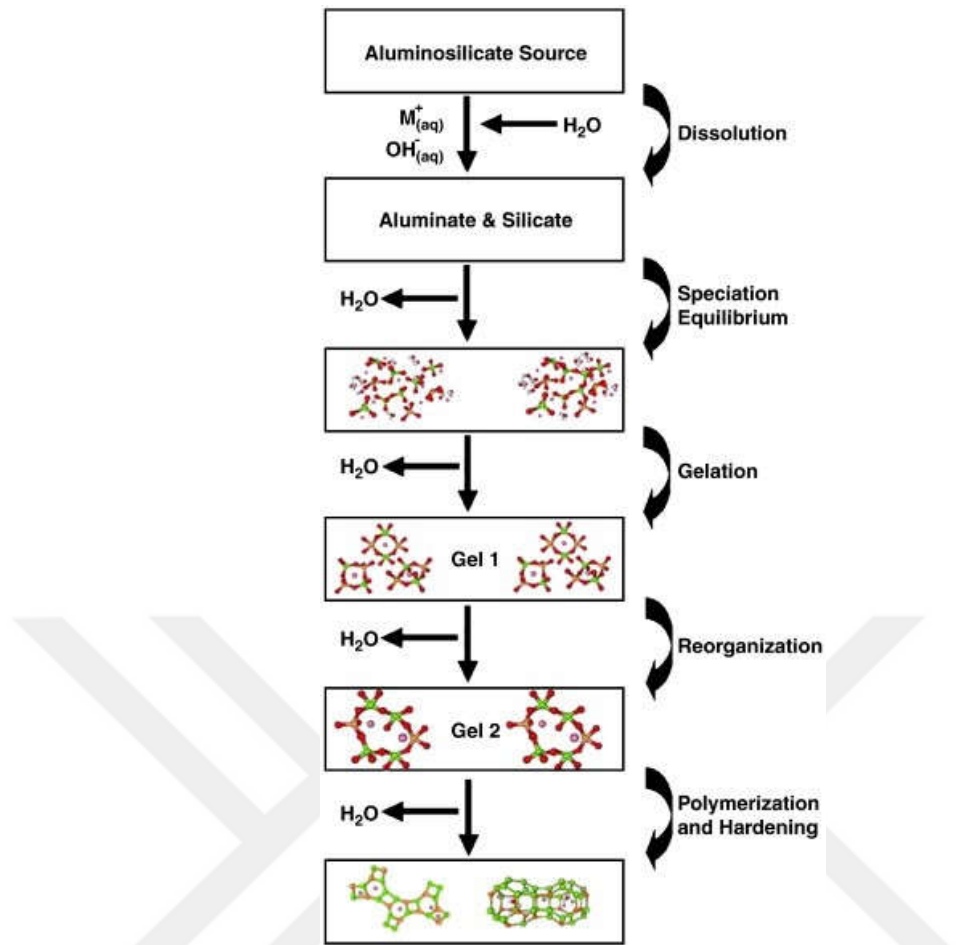 Aluminosilicate Source
M⁺(aq)
H₂O
OH⁻(aq)
Dissolution
Aluminate & Silicate
H₂O
Speciation
Equilibrium
H₂O
Gelation
Gel 1
H₂O
Reorganization
Gel 2
H₂O
Polymerization
and Hardening